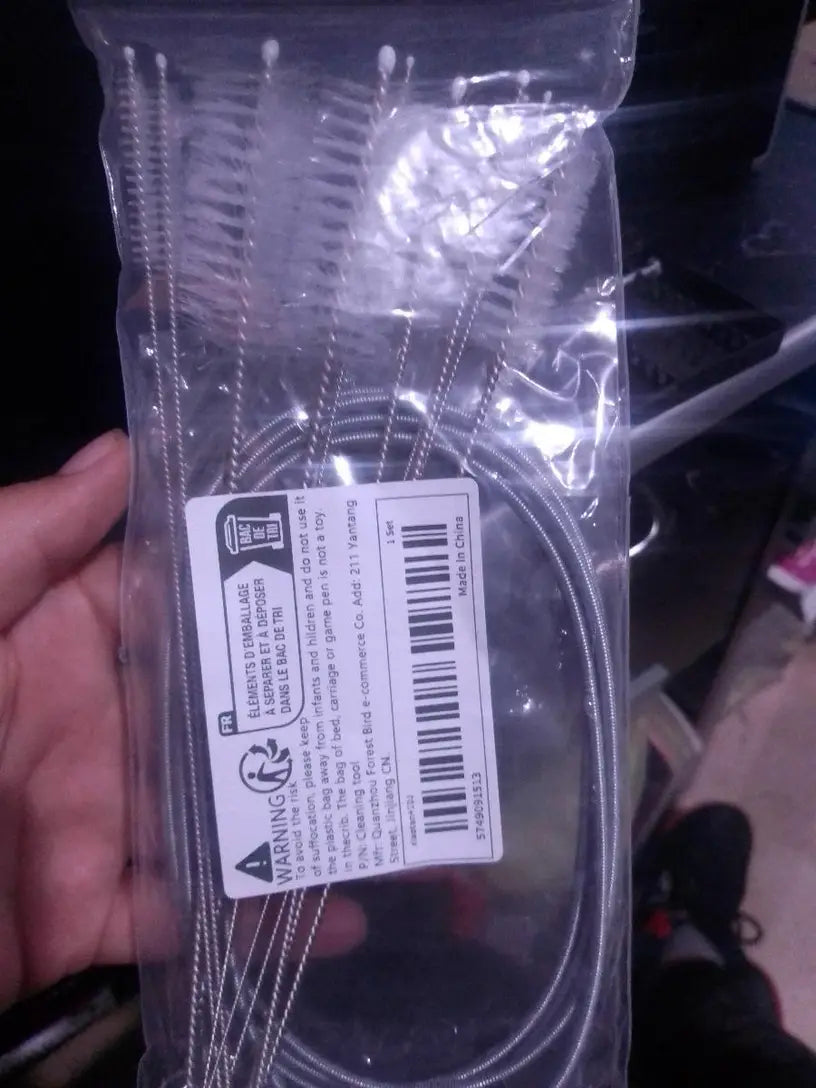 WARNING
FR
ÉLÉMENTS D'EMBALLAGE
À SÉPARER ET À DÉPOSER
DANS LE BAC DE TRI
BAC
DE
TRI
To avoid the risk
of suffocation, please keep
the plastic bag away from infants and hildren and do not use it
in thecrib. The bag of bed, carriage or game pen is not a toy.
P/N: Cleaning tool
Mfr: Quanzhou Forest Bird e-commerce Co. Add: 211 Yantang
Street, Jinjiang CN.
1 Set
5749091513
Made in China